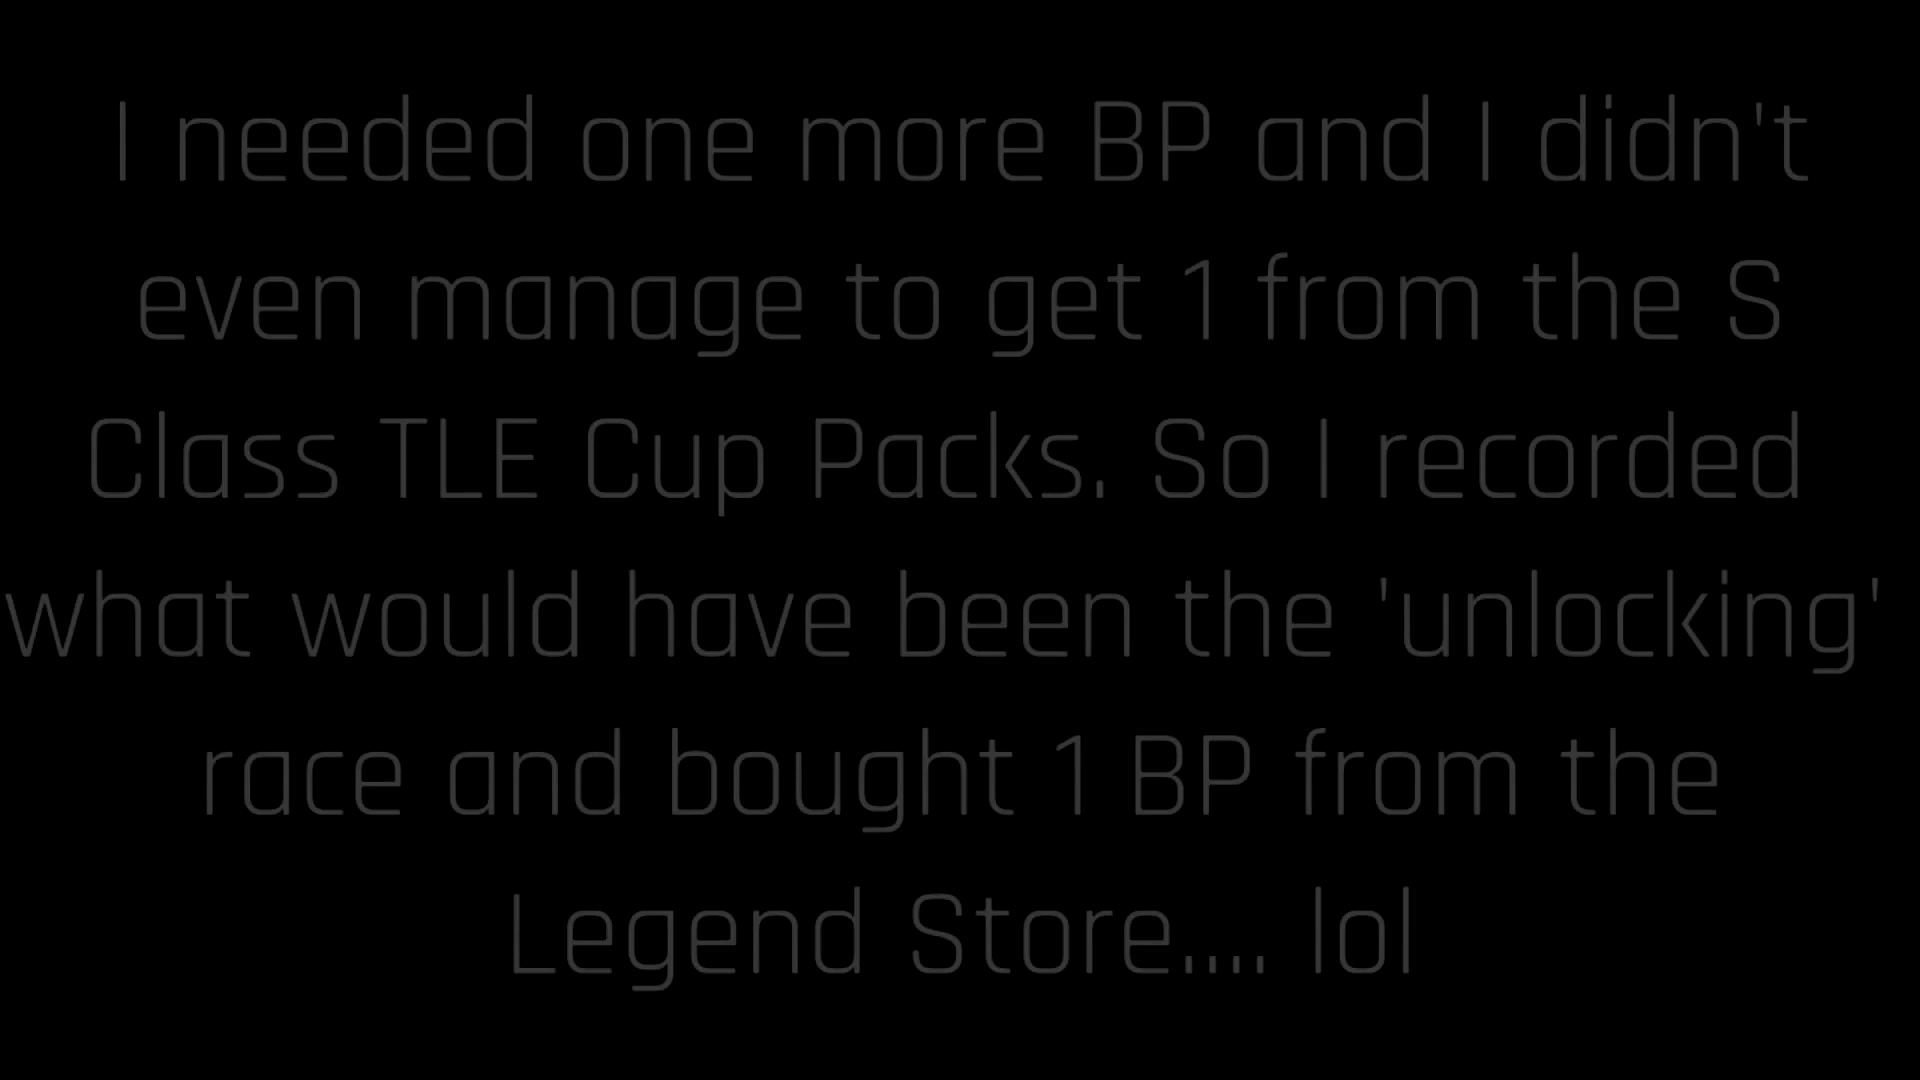 I needed one more BP and I didn't
even manage to get 1 from the S
Class TLE Cup Packs. So I recorded
what would have been the 'unlocking'
race and bought 1 BP from the
Legend Store.... lol